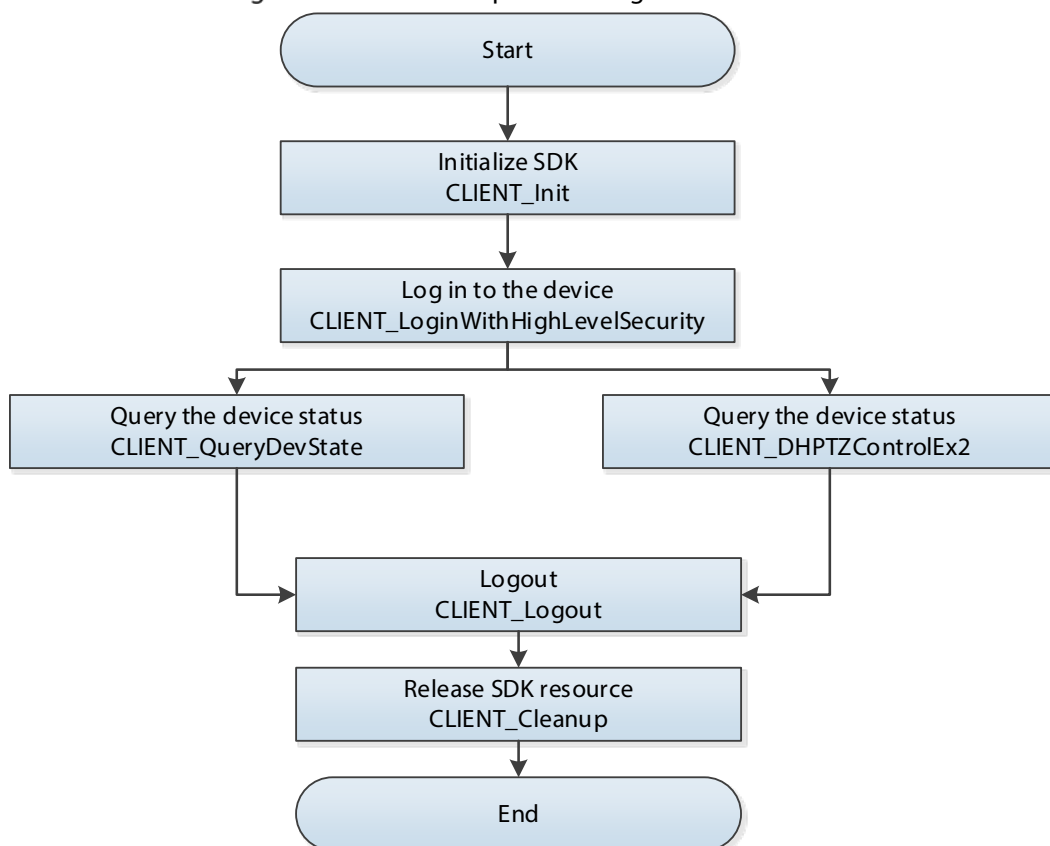 Start
Initialize SDK
CLIENT_Init
Log in to the device
CLIENT_LoginWithHighLevelSecurity
Query the device status
CLIENT_QueryDevState
Query the device status
CLIENT_DHPTZControlEx2
Logout
CLIENT_Logout
Release SDK resource
CLIENT_Cleanup
End